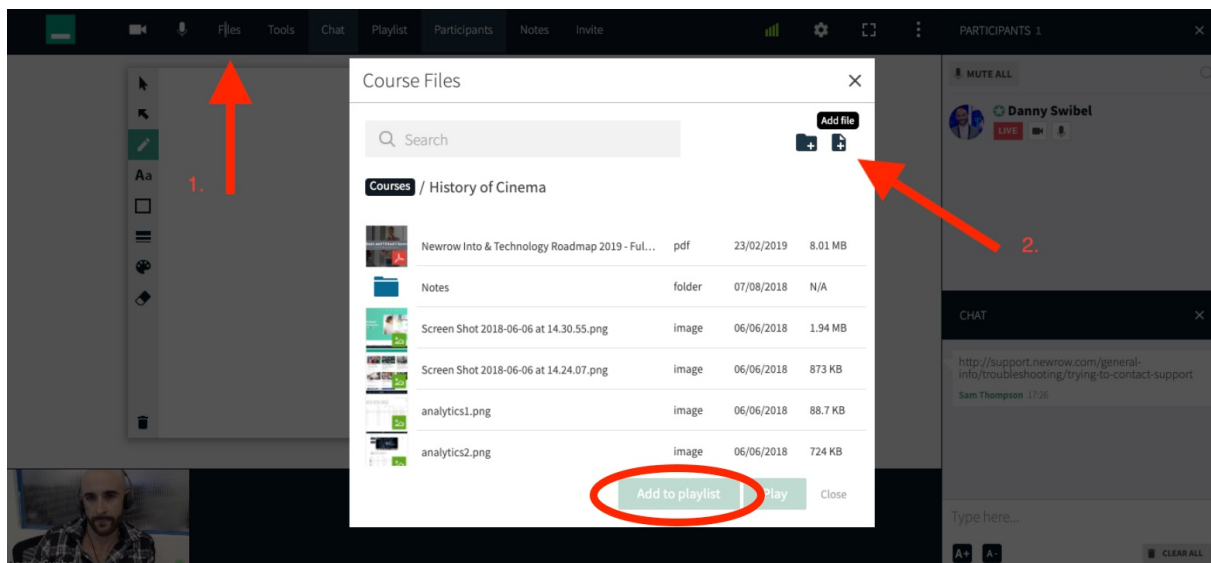 Files Tools Chat Playlist Participants Notes Invite
PARTICIPANTS 1
MUTE ALL
Danny Swibel
LIVE
Course Files
Add file
Search
Courses / History of Cinema
Newrow Into & Technology Roadmap 2019 - Ful... pdf 23/02/2019 8.01 MB
Notes folder 07/08/2018 N/A
Screen Shot 2018-06-06 at 14.30.55.png image 06/06/2018 1.94 MB
Screen Shot 2018-06-06 at 14.24.07.png image 06/06/2018 873 KB
analytics1.png image 06/06/2018 88.7 KB
analytics2.png image 06/06/2018 724 KB
Add to playlist Play Close
1.
2.
Aa
CHAT
http://support.newrow.com/general-
info/troubleshooting/trying-to-contact-support
Sam Thompson 17:26
Type here...
A+ A- CLEAR ALL